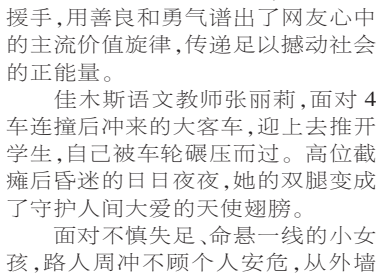 援手,用善良和勇气谱出了网友心中
的主流价值旋律,传递足以撼动社会
的正能量。
佳木斯语文教师张丽莉,面对 4
车连撞后冲来的大客车,迎上去推开
学生,自己被车轮碾压而过。高位截
瘫后昏迷的日日夜夜,她的双腿变成
了守护人间大爱的天使翅膀。
面对不慎失足、命悬一线的小女
孩,路人周冲不顾个人安危,从外墙